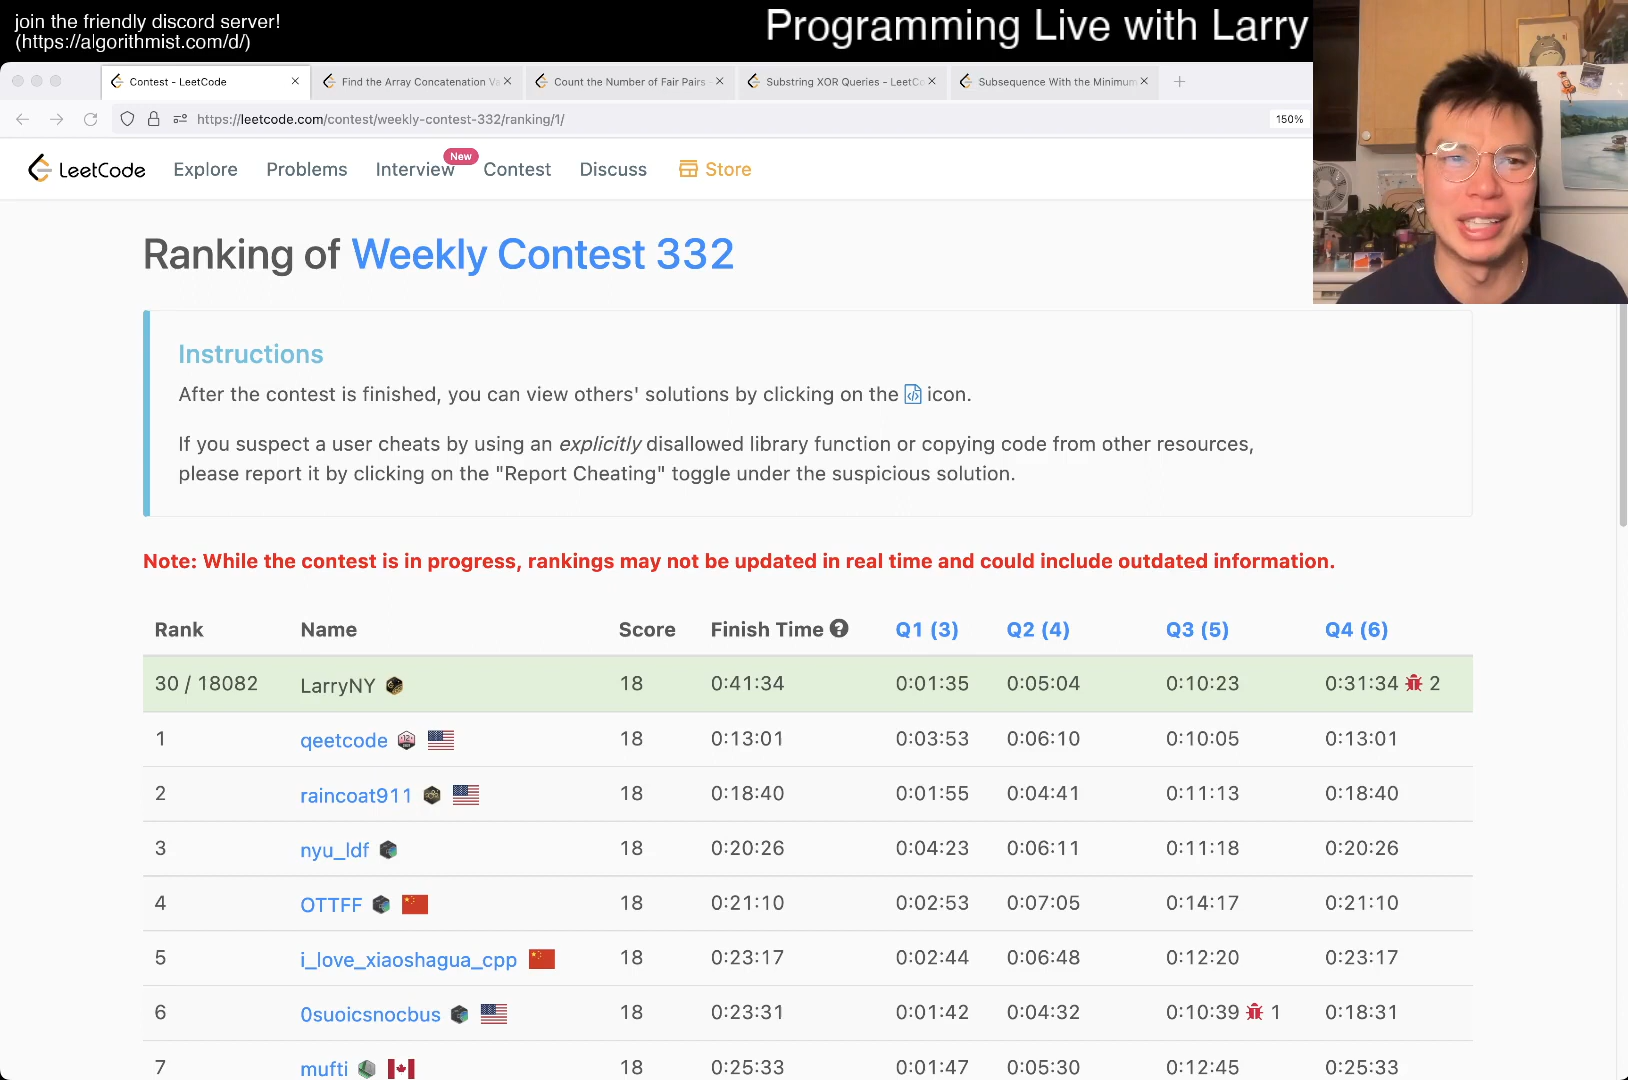 join the friendly discord server!
(https://algorithmist.com/d/)
Programming Live with Larry
Contest - LeetCode
Find the Array Concatenation Va
Count the Number of Fair Pairs
Substring XOR Queries - LeetCo
Subsequence With the Minimum
https://leetcode.com/contest/weekly-contest-332/ranking/1/
150%
LeetCode Explore Problems Interview New Contest Discuss Store
Ranking of Weekly Contest 332
Instructions
After the contest is finished, you can view others' solutions by clicking on the icon.
If you suspect a user cheats by using an explicitly disallowed library function or copying code from other resources,
please report it by clicking on the "Report Cheating" toggle under the suspicious solution.
Note: While the contest is in progress, rankings may not be updated in real time and could include outdated information.
Rank Name Score Finish Time Q1 (3) Q2 (4) Q3 (5) Q4 (6)
30 / 18082 LarryNY 18 0:41:34 0:01:35 0:05:04 0:10:23 0:31:34 2
1 qeetcode 18 0:13:01 0:03:53 0:06:10 0:10:05 0:13:01
2 raincoat911 18 0:18:40 0:01:55 0:04:41 0:11:13 0:18:40
3 nyu_ldf 18 0:20:26 0:04:23 0:06:11 0:11:18 0:20:26
4 OTTFF 18 0:21:10 0:02:53 0:07:05 0:14:17 0:21:10
5 i_love_xiaoshagua_cpp 18 0:23:17 0:02:44 0:06:48 0:12:20 0:23:17
6 0suoicsnocbus 18 0:23:31 0:01:42 0:04:32 0:10:39 1 0:18:31
7 mufti 18 0:25:33 0:01:47 0:05:30 0:12:45 0:25:33